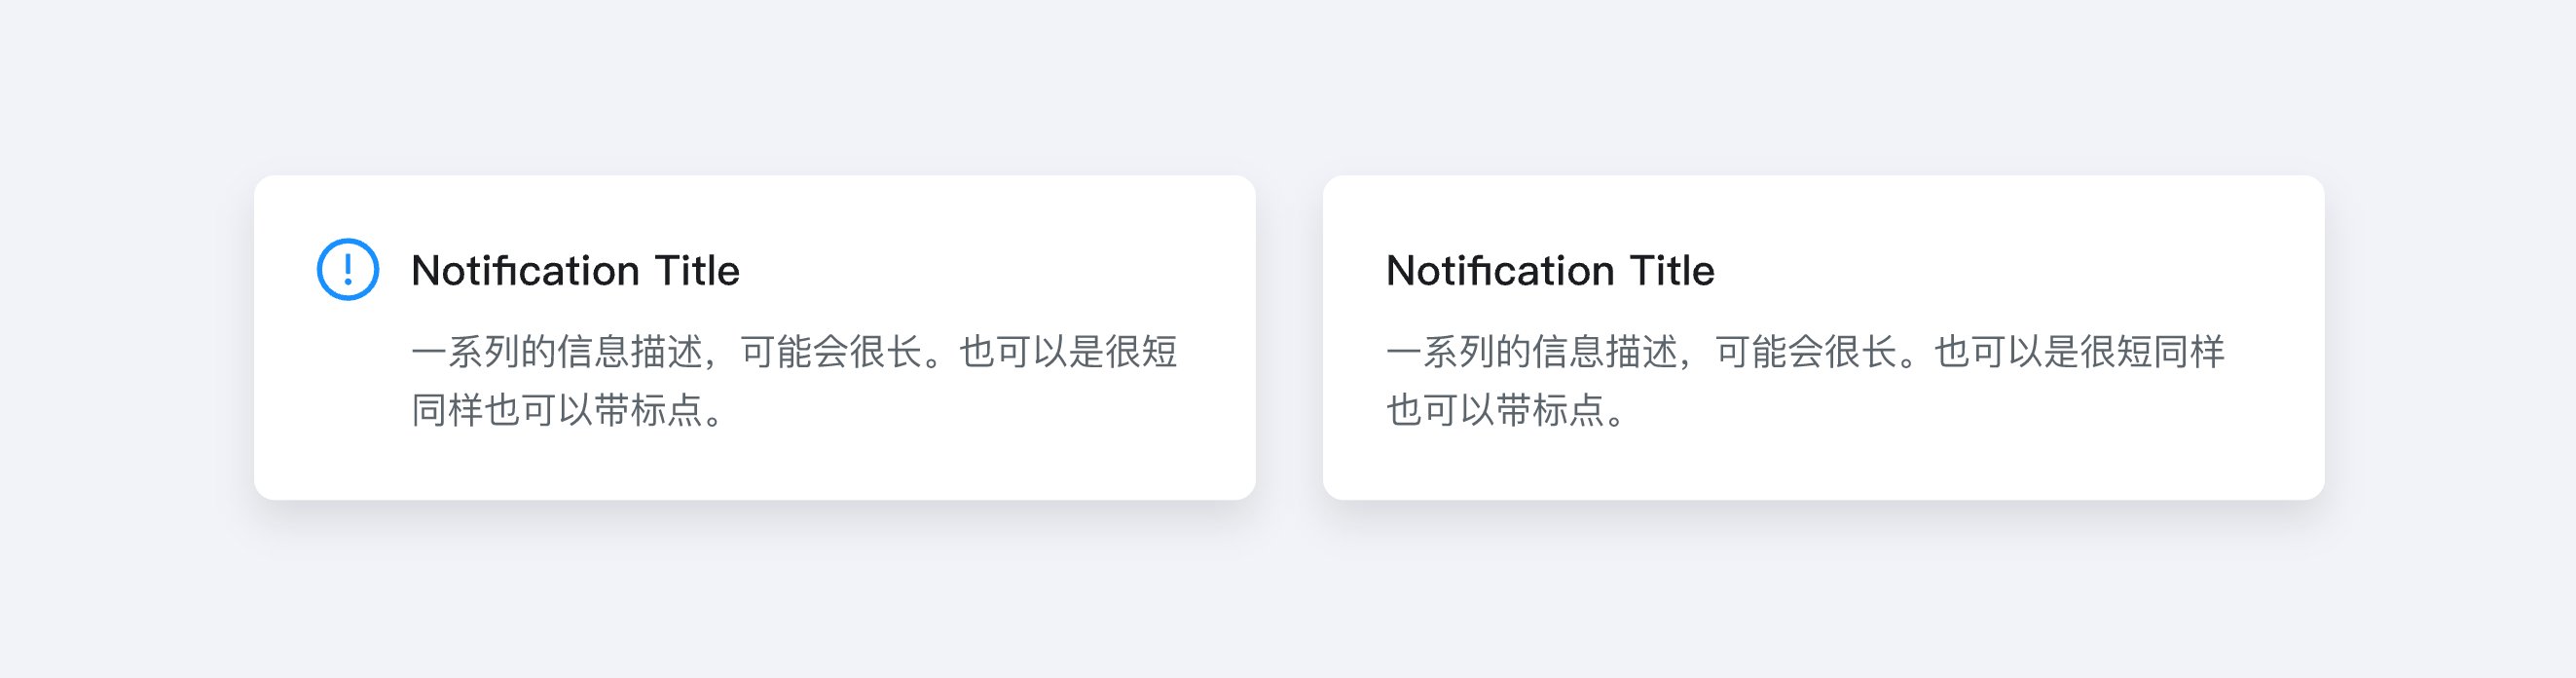 Notification Title
一系列的信息描述，可能会很长。也可以是很短
同样也可以带标点。
Notification Title
一系列的信息描述，可能会很长。也可以是很短同样
也可以带标点。